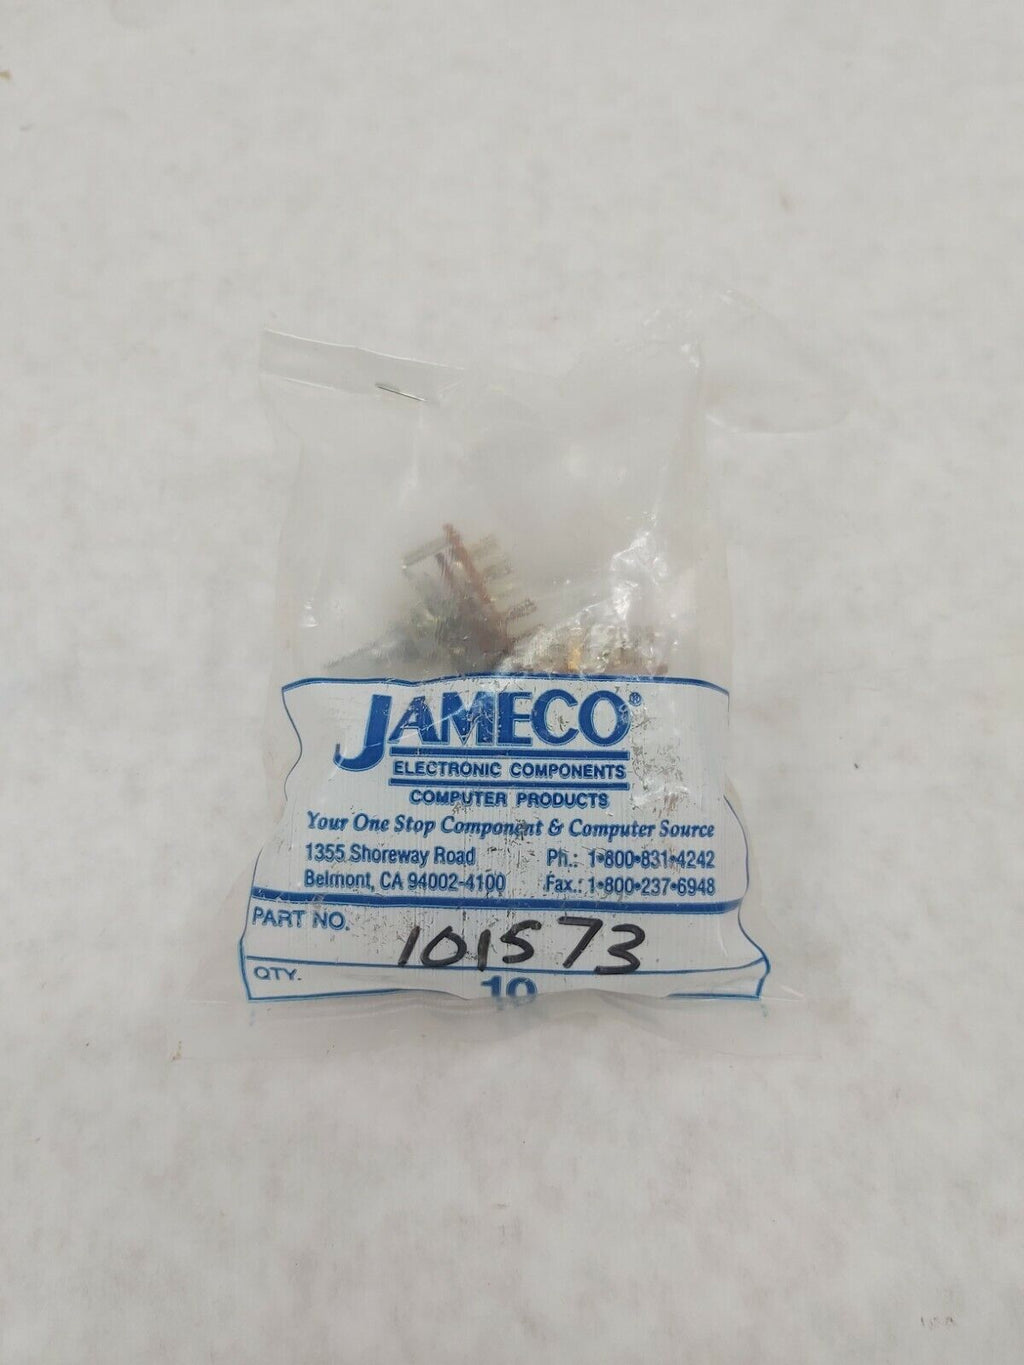 JAMECO®
ELECTRONIC COMPONENTS
COMPUTER PRODUCTS
Your One Stop Component & Computer Source
1355 Shoreway Road Ph.: 1•800•831•4242
Belmont, CA 94002-4100 Fax.: 1•800•237•6948
PART NO. 101573
QTY. 10